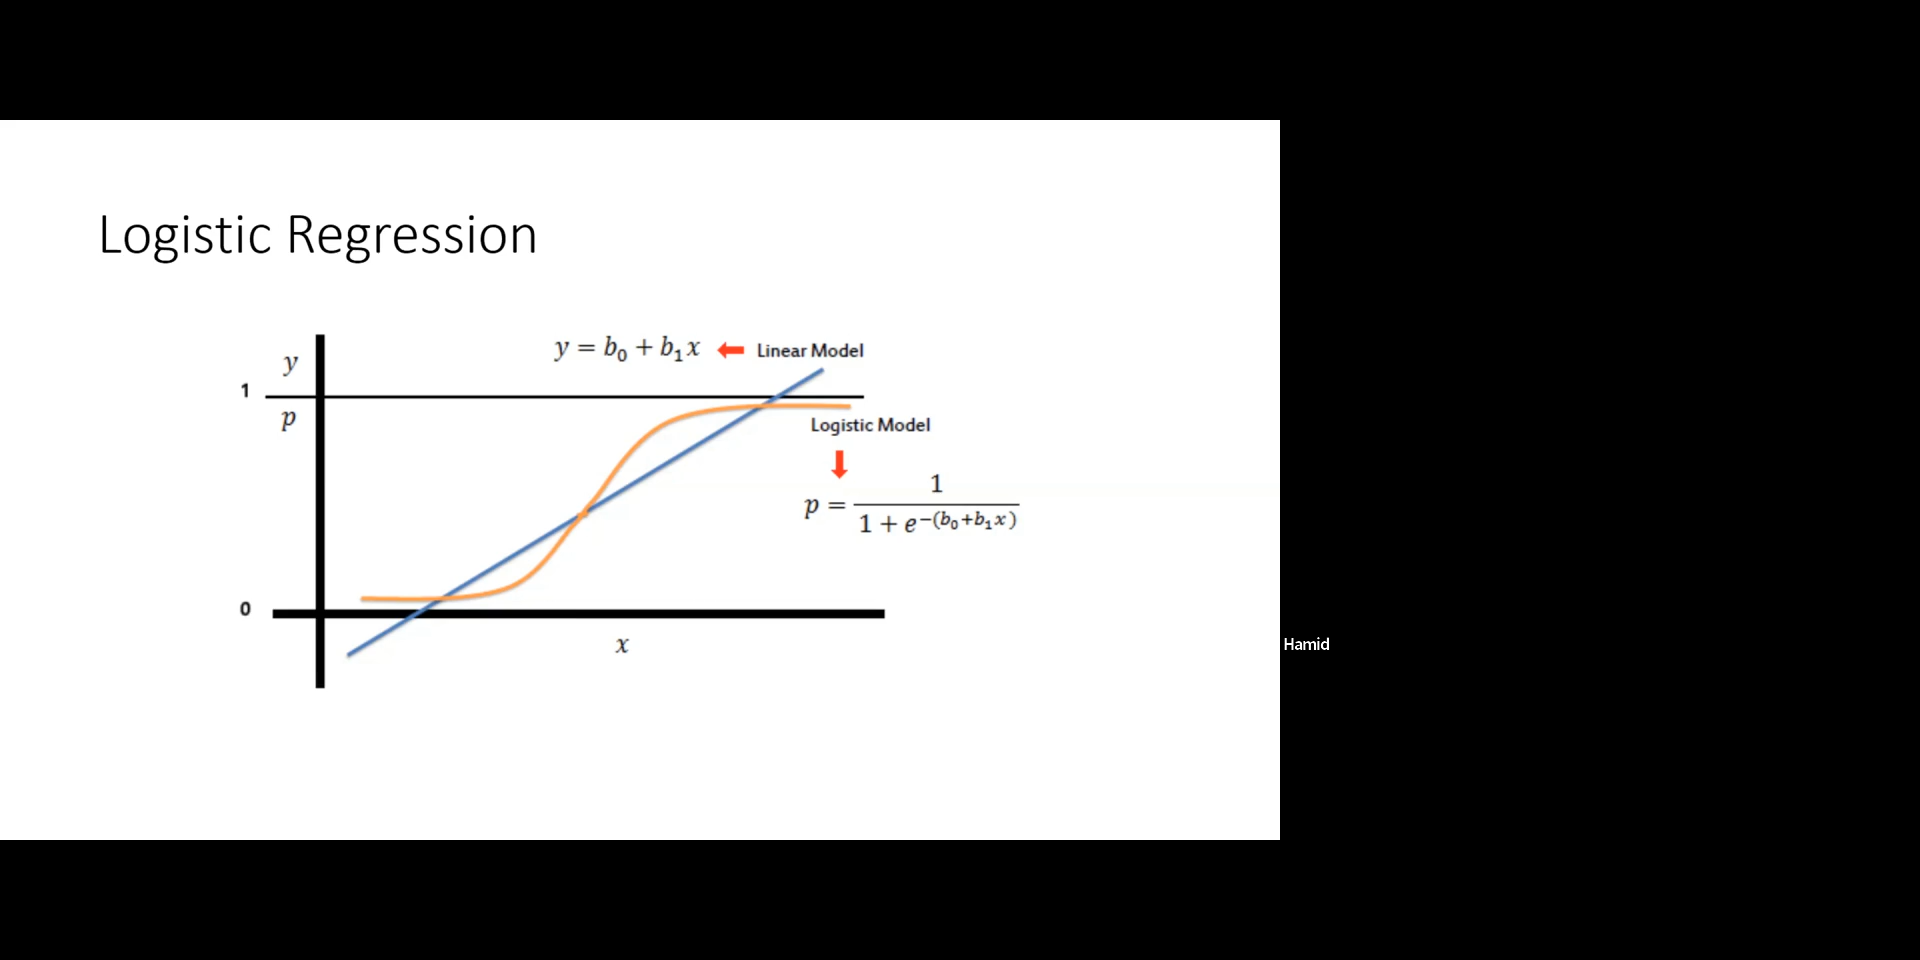 Logistic Regression
y = b₀ + b₁x Linear Model
y
1
p
Logistic Model
p = 1 / (1 + e^−(b₀+b₁x))
0
x
Hamid